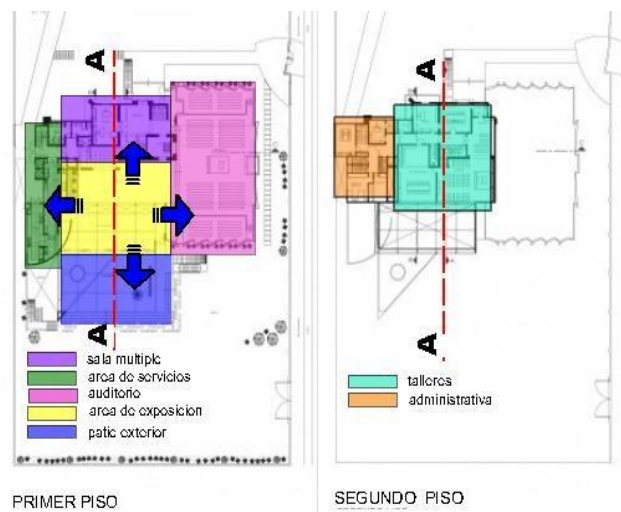 A
A
sala multiple
area de servicios
auditorio
area de exposicion
patio exterior
PRIMER PISO
A
A
talleres
administrativa
SEGUNDO PISO